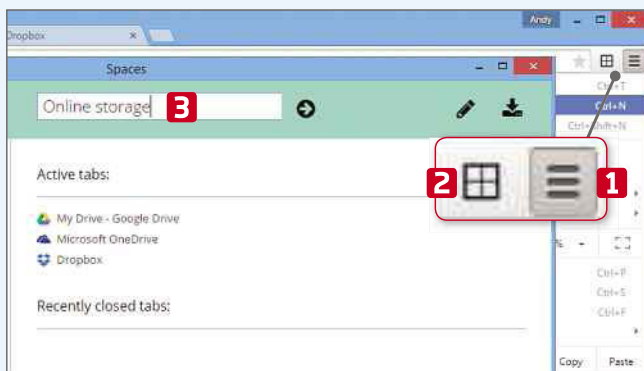 Andy
Dropbox
Spaces
Ctrl+T
Online storage
3
Ctrl+N
Ctrl+Shift+N
2
1
Active tabs:
My Drive - Google Drive
Microsoft OneDrive
Dropbox
% -
Ctrl+P
Ctrl+S
Ctrl+F
Recently closed tabs:
Copy Paste